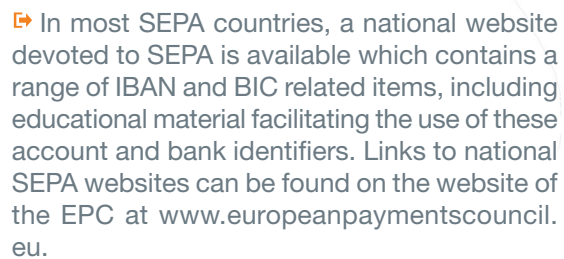 In most SEPA countries, a national website
devoted to SEPA is available which contains a
range of IBAN and BIC related items, including
educational material facilitating the use of these
account and bank identifiers. Links to national
SEPA websites can be found on the website of
the EPC at www.europeanpaymentscouncil.
eu.